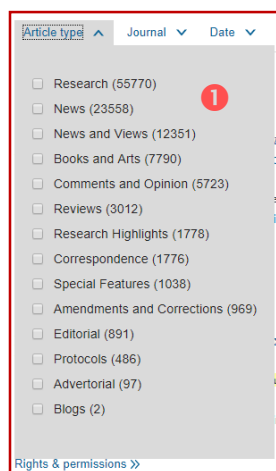 Article type Journal Date
Research (55770)
1
News (23558)
News and Views (12351)
Books and Arts (7790)
Comments and Opinion (5723)
Reviews (3012)
Research Highlights (1778)
Correspondence (1776)
Special Features (1038)
Amendments and Corrections (969)
Editorial (891)
Protocols (486)
Advertorial (97)
Blogs (2)
Rights & permissions »